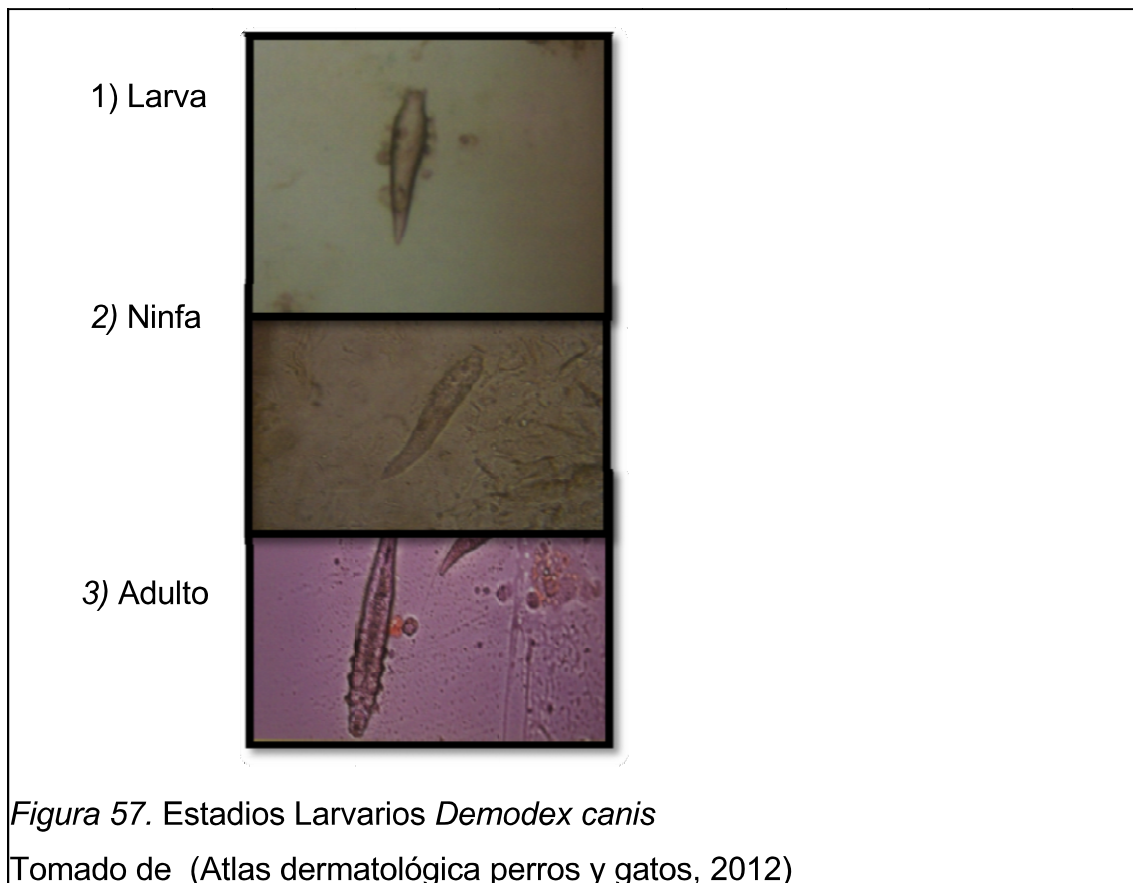 1) Larva
2) Ninfa
3) Adulto
Figura 57. Estadios Larvarios Demodex canis
Tomado de (Atlas dermatológica perros y gatos, 2012)